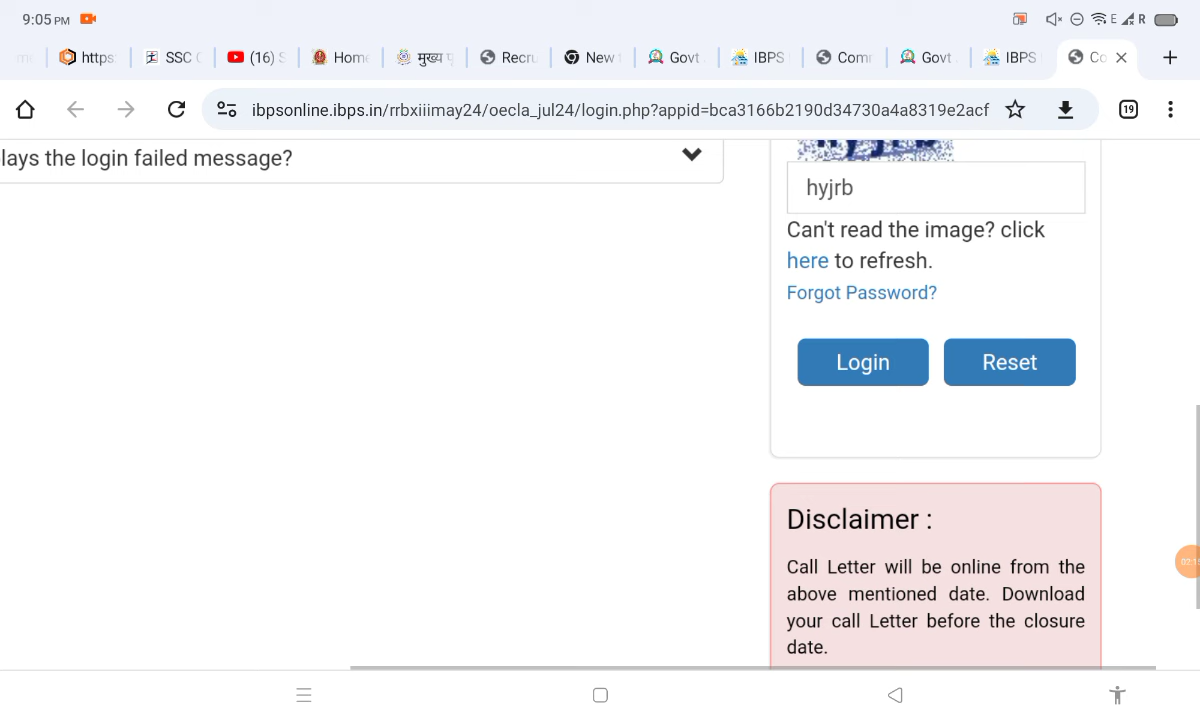 9:05 PM
E R
https
SSC
(16) S
Home
मुख्य पृ
Recru
New
Govt
IBPS
Com
Govt
IBPS
Co
ibpsonline.ibps.in/rrbxiiimay24/oecla_jul24/login.php?appid=bca3166b2190d34730a4a8319e2acf
19
lays the login failed message?
hyjrb
Can't read the image? click
here to refresh.
Forgot Password?
Login Reset
Disclaimer :
Call Letter will be online from the
above mentioned date. Download
your call Letter before the closure
date.